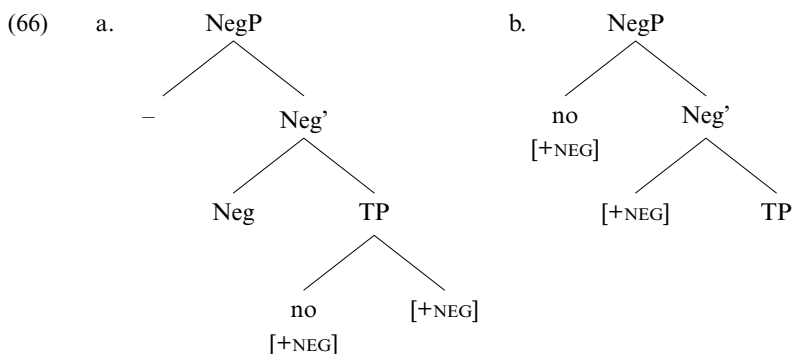 (66) a. NegP b. NegP
– Neg’ no Neg’
[+NEG]
Neg TP [+NEG] TP
no [+NEG]
[+NEG]